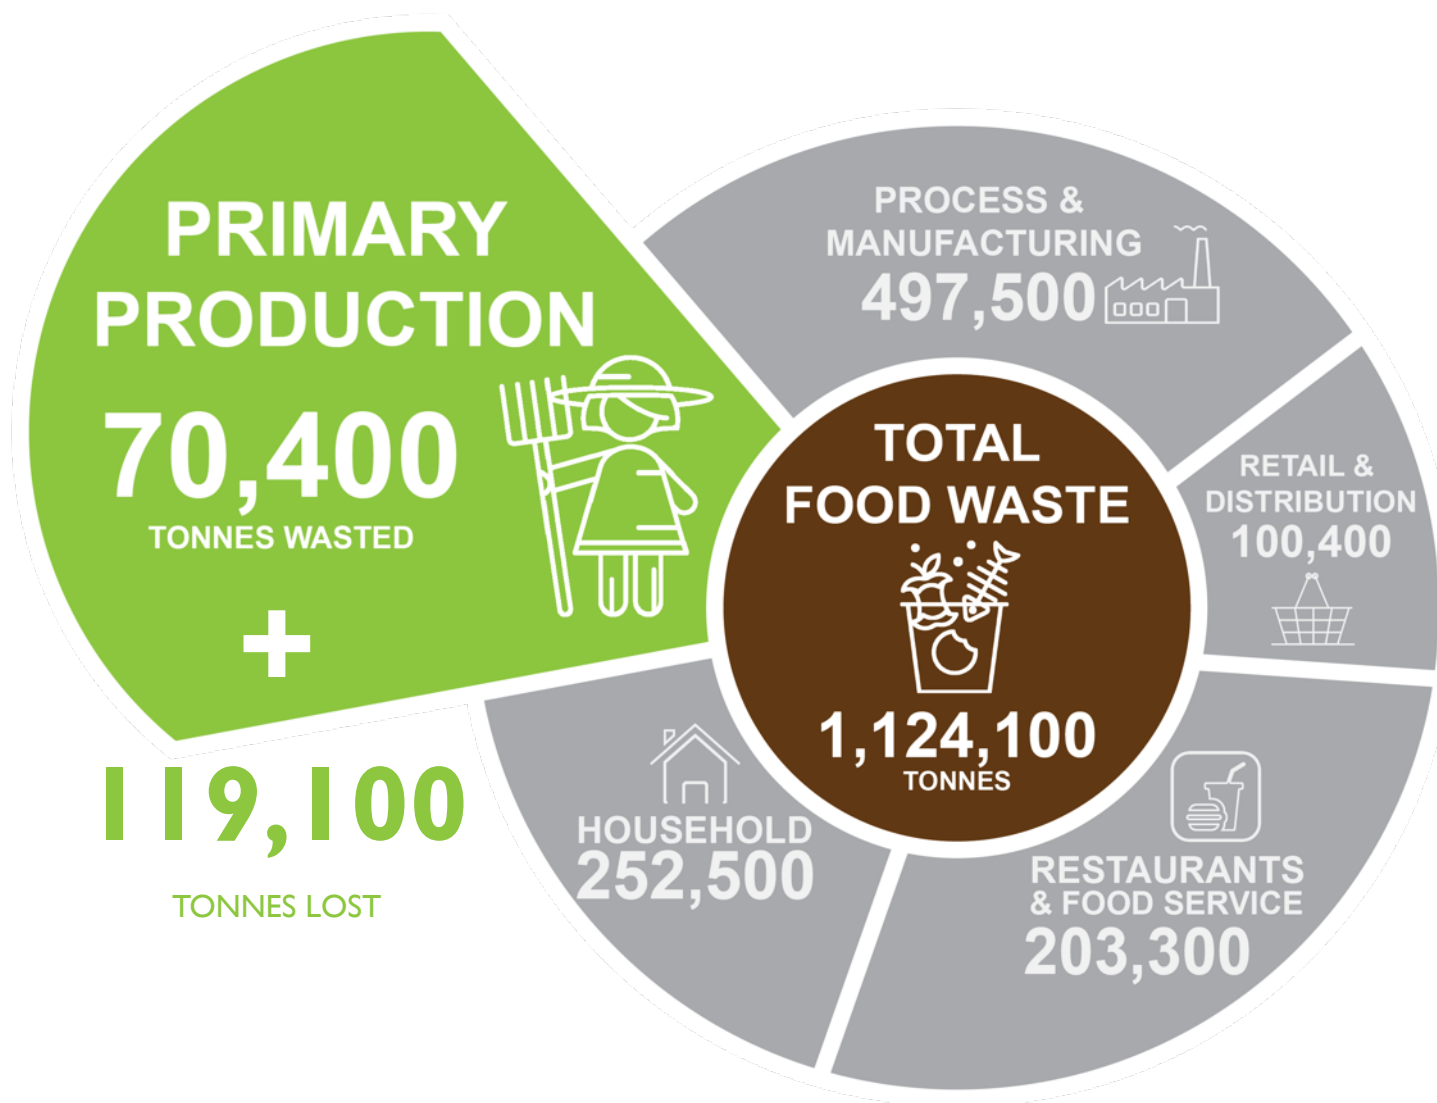 PRIMARY
PRODUCTION
70,400
TONNES WASTED
+
119,100
TONNES LOST
PROCESS &
MANUFACTURING
497,500
RETAIL &
DISTRIBUTION
100,400
TOTAL
FOOD WASTE
1,124,100
TONNES
HOUSEHOLD
252,500
RESTAURANTS
& FOOD SERVICE
203,300